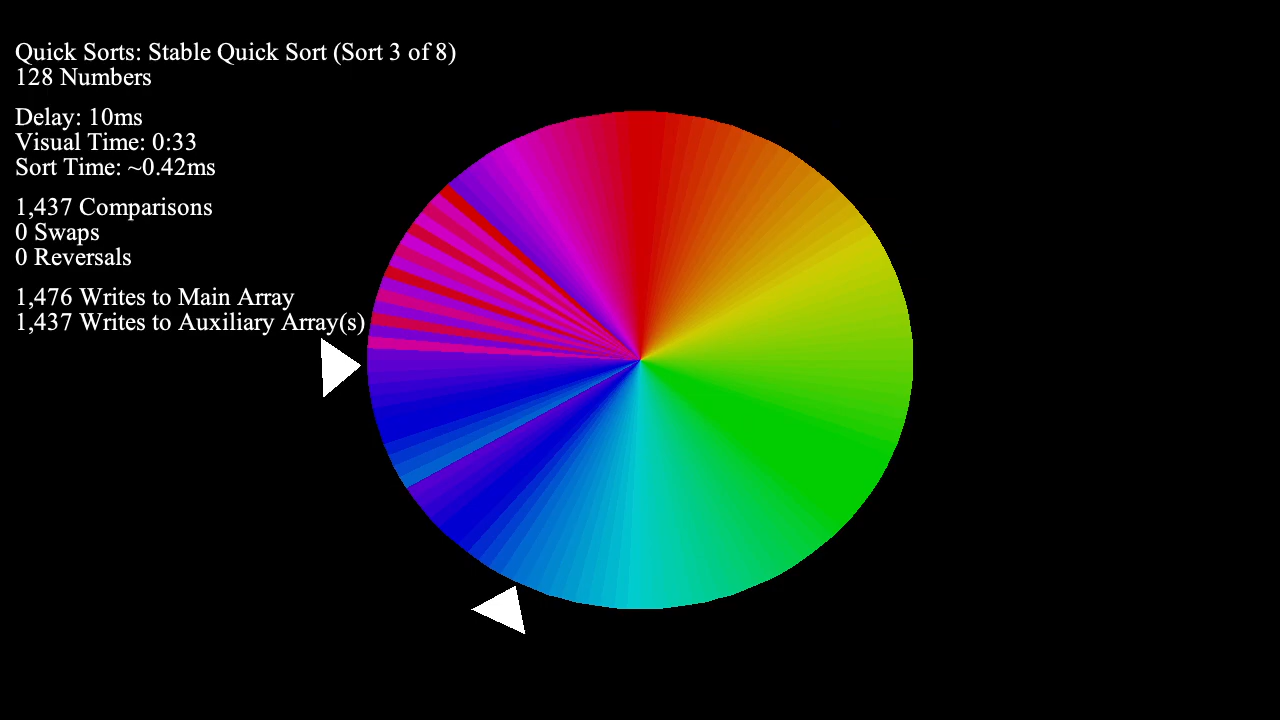 Quick Sorts: Stable Quick Sort (Sort 3 of 8)
128 Numbers
Delay: 10ms
Visual Time: 0:33
Sort Time: ~0.42ms
1,437 Comparisons
0 Swaps
0 Reversals
1,476 Writes to Main Array
1,437 Writes to Auxiliary Array(s)